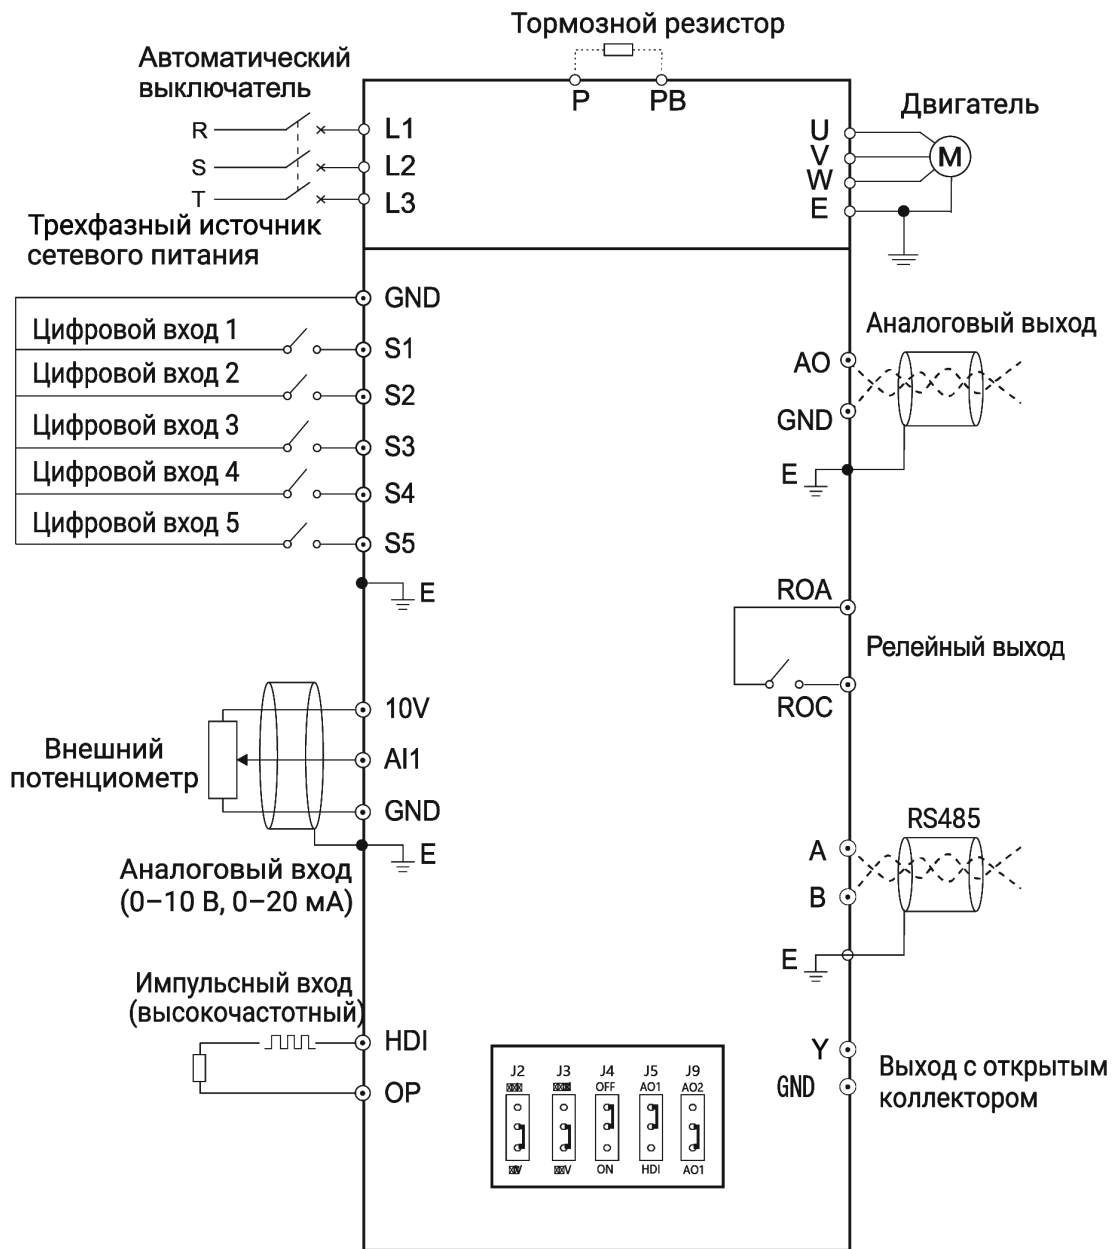 Тормозной резистор
P
PB
Автоматический
выключатель
R
S
T
L1
L2
L3
Трехфазный источник
сетевого питания
U
V
W
E
Двигатель
M
GND
Цифровой вход 1
S1
Цифровой вход 2
S2
Цифровой вход 3
S3
Цифровой вход 4
S4
Цифровой вход 5
S5
E
Аналоговый выход
AO
GND
E
ROA
Релейный выход
ROC
Внешний
потенциометр
10V
AI1
GND
E
Аналоговый вход
(0–10 В, 0–20 мА)
RS485
A
B
E
Импульсный вход
(высокочастотный)
HDI
OP
J2
J3
J4
J5
J9
OFF
AO1
AO2
V
ON
HDI
AO1
Y
GND
Выход с открытым
коллектором